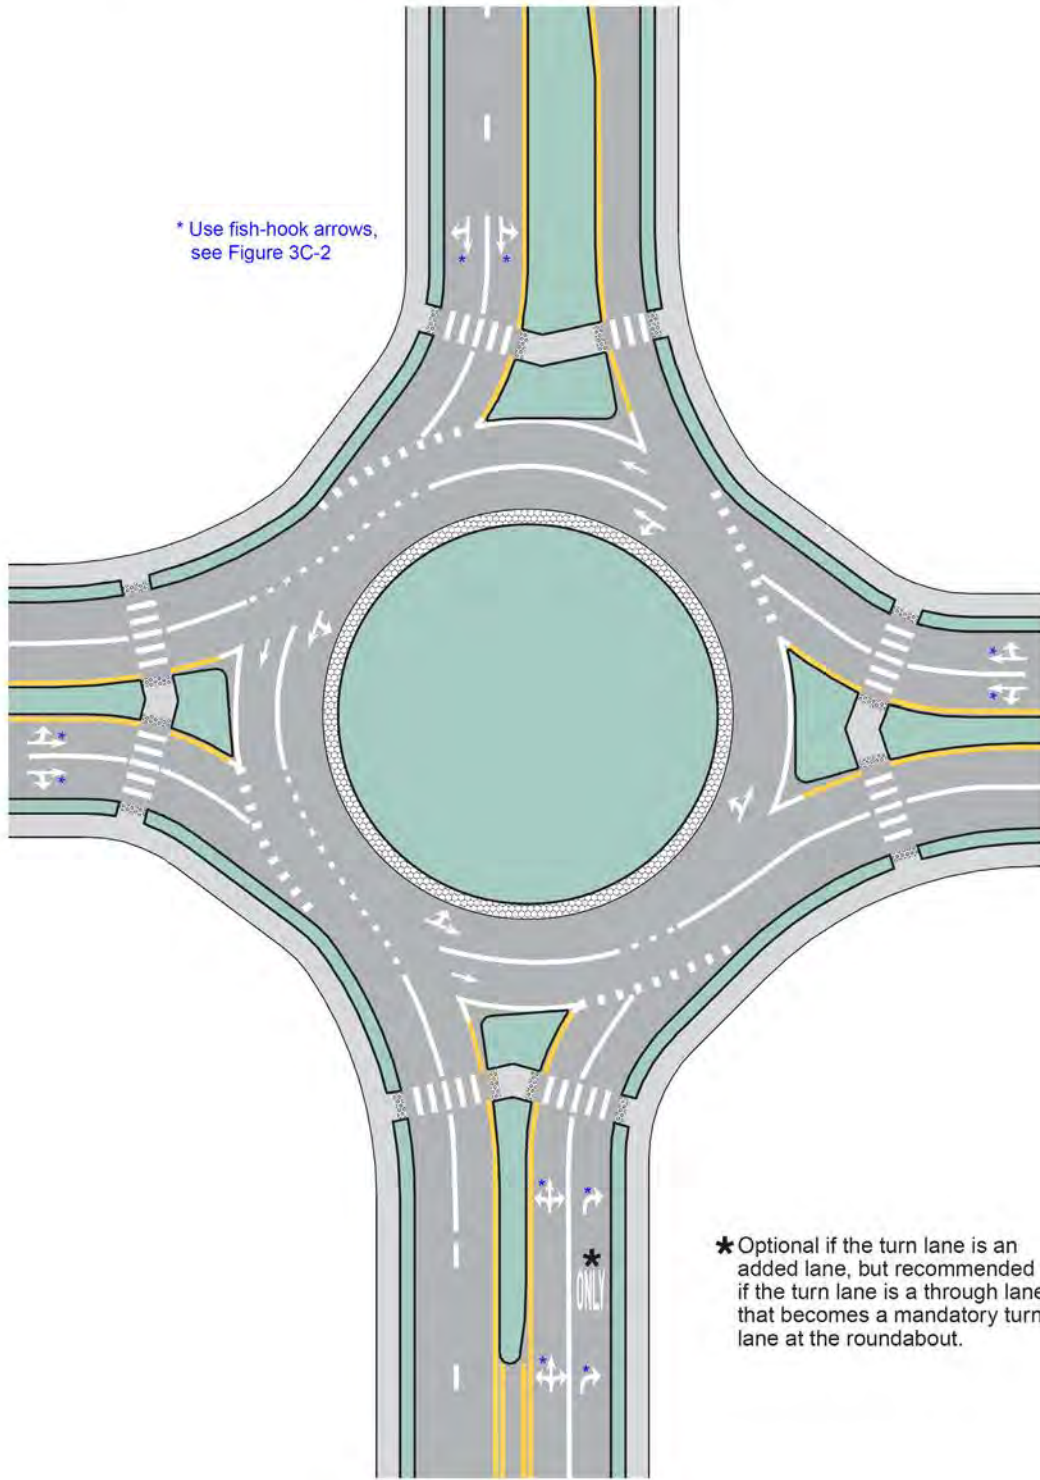 * Use fish-hook arrows,
see Figure 3C-2
* * 
* 
* 
* 
* 
* *
*
ONLY
* *
* Optional if the turn lane is an
added lane, but recommended
if the turn lane is a through lane
that becomes a mandatory turn
lane at the roundabout.